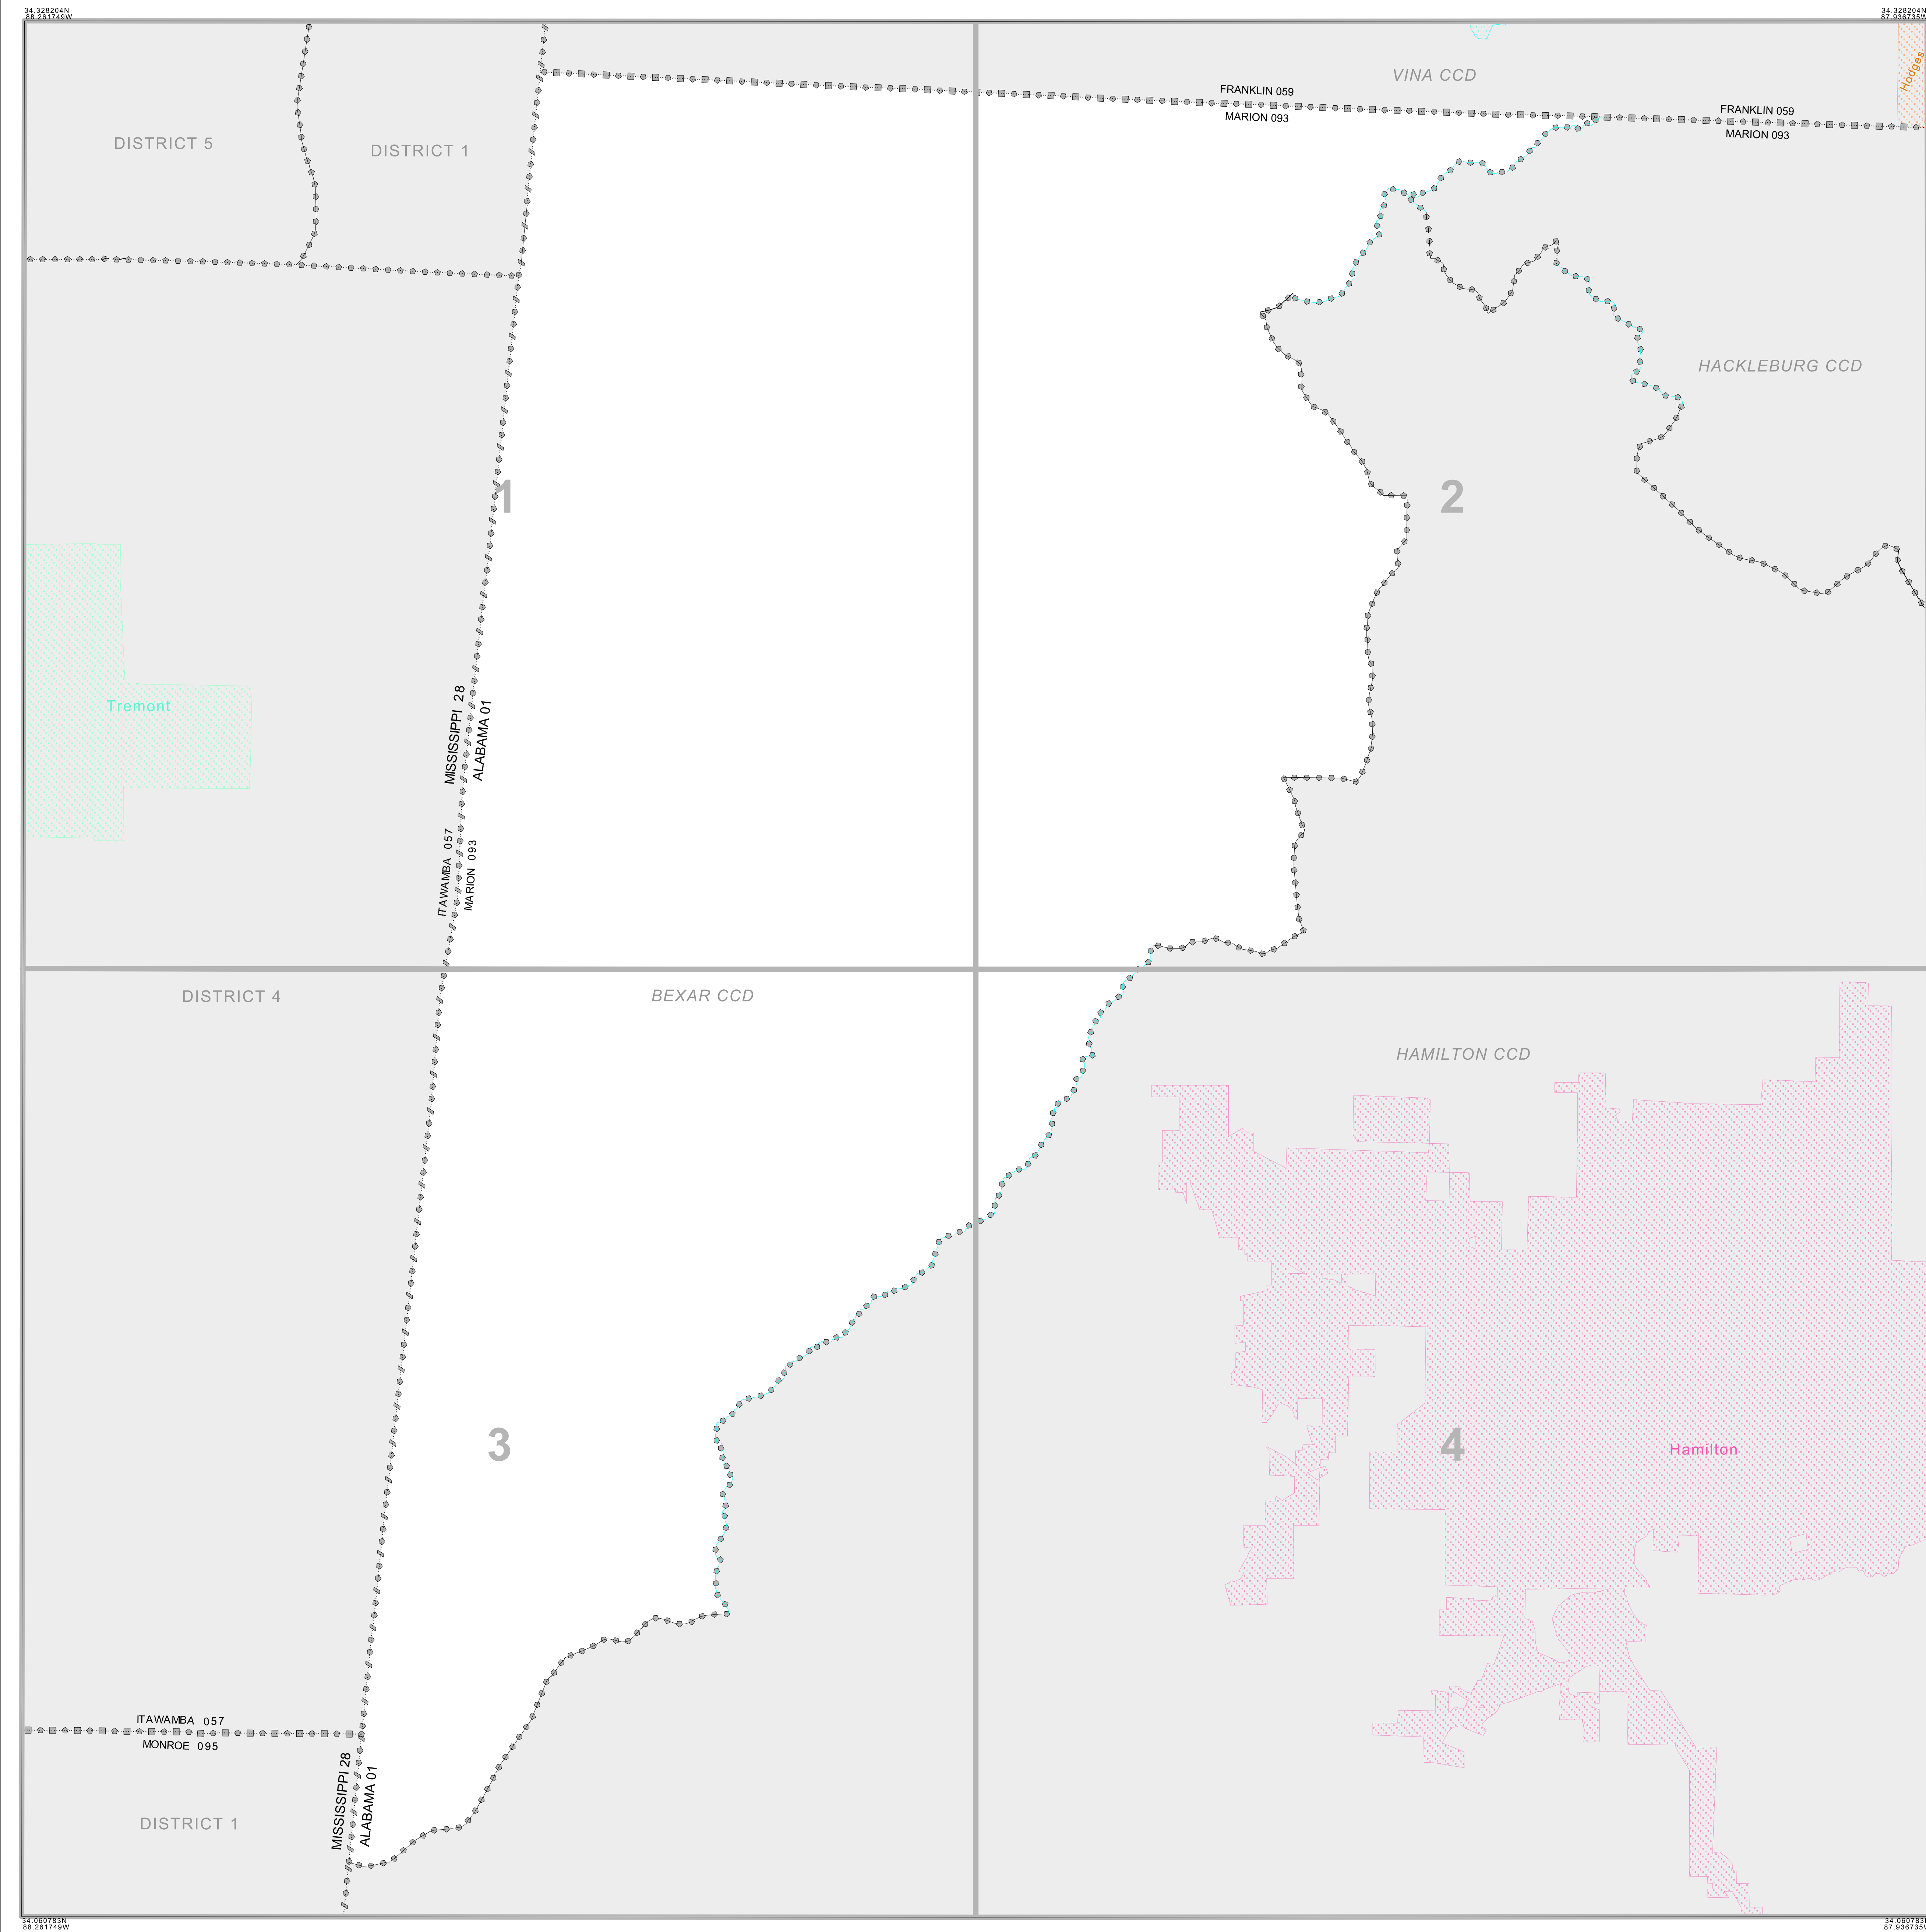 34.328204N
88.261749W
34.328204N
87.936735W
VINA CCD
Hodges
FRANKLIN 059
MARION 093
FRANKLIN 059
MARION 093
DISTRICT 5
DISTRICT 1
HACKLEBURG CCD
1
2
Tremont
MISSISSIPPI 28
ALABAMA 01
ITAWAMBA 057
MARION 093
DISTRICT 4
BEXAR CCD
HAMILTON CCD
3
4
Hamilton
ITAWAMBA 057
MONROE 095
MISSISSIPPI 28
ALABAMA 01
DISTRICT 1
34.060783N
88.261749W
34.060783N
87.936735W